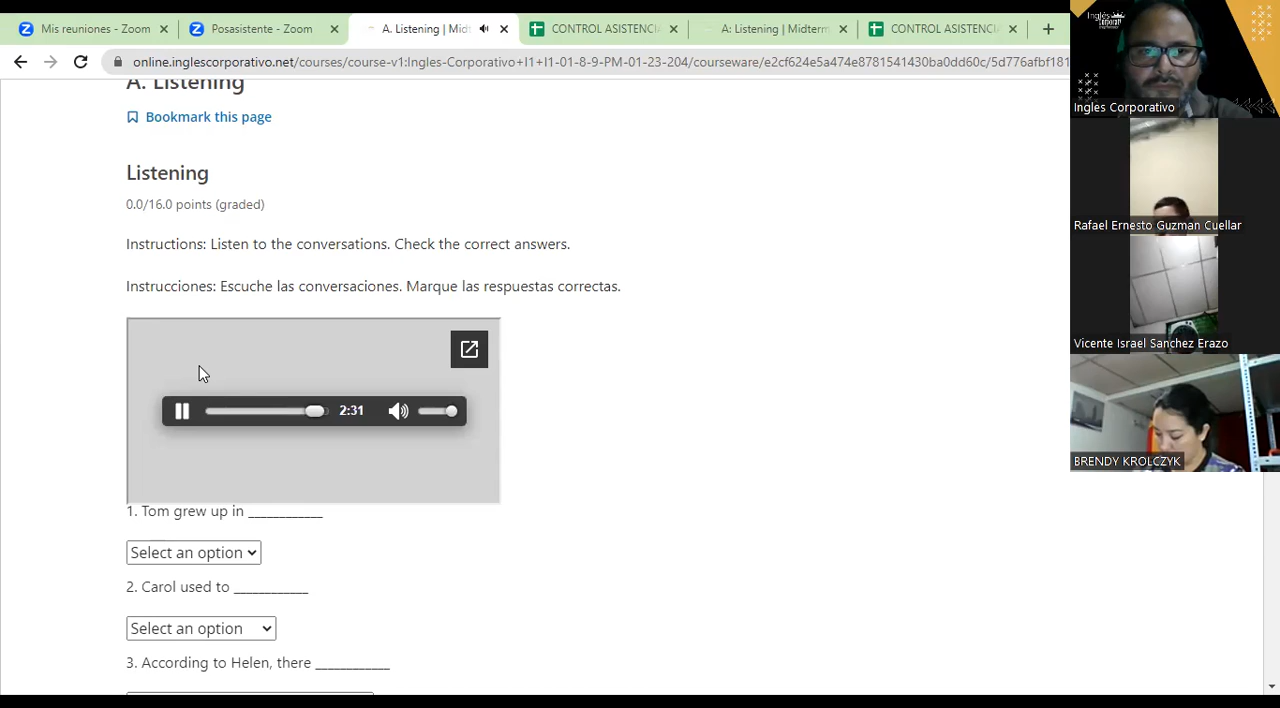 Mis reuniones - Zoom
Posasistente - Zoom
A. Listening | Mid
CONTROL ASISTENCI
A: Listening | Midterm
CONTROL ASISTENCI
online.inglescorporativo.net/courses/course-v1:Ingles-Corporativo+I1+I1-01-8-9-PM-01-23-204/courseware/e2cf624e5a474e8781541430ba0dd60c/5d776afbf181
A. Listening
Bookmark this page
Listening
0.0/16.0 points (graded)
Instructions: Listen to the conversations. Check the correct answers.
Instrucciones: Escuche las conversaciones. Marque las respuestas correctas.
2:31
1. Tom grew up in ____________
Select an option
2. Carol used to ____________
Select an option
3. According to Helen, there ____________
Ingles Corporativo
Rafael Ernesto Guzman Cuellar
Vicente Israel Sanchez Erazo
BRENDY KROLCZYK